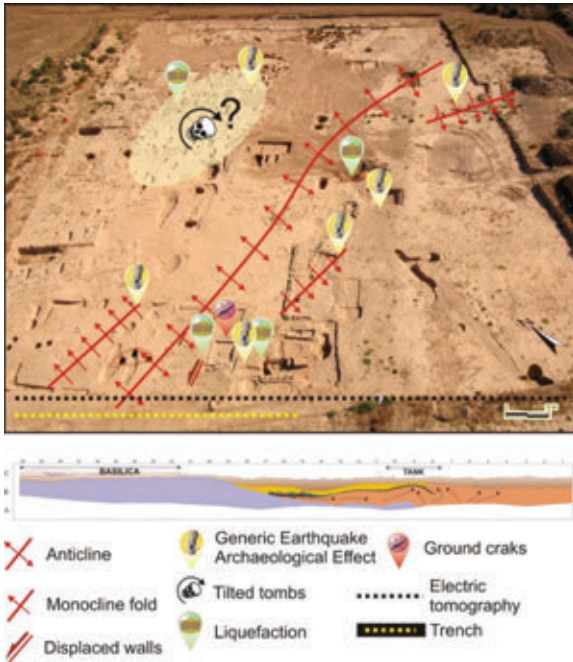 ?
BASILICA
TANK
Anticline
Monocline fold
Displaced walls
Generic Earthquake
Archaeological Effect
Tilted tombs
Liquefaction
Ground craks
Electric
tomography
Trench